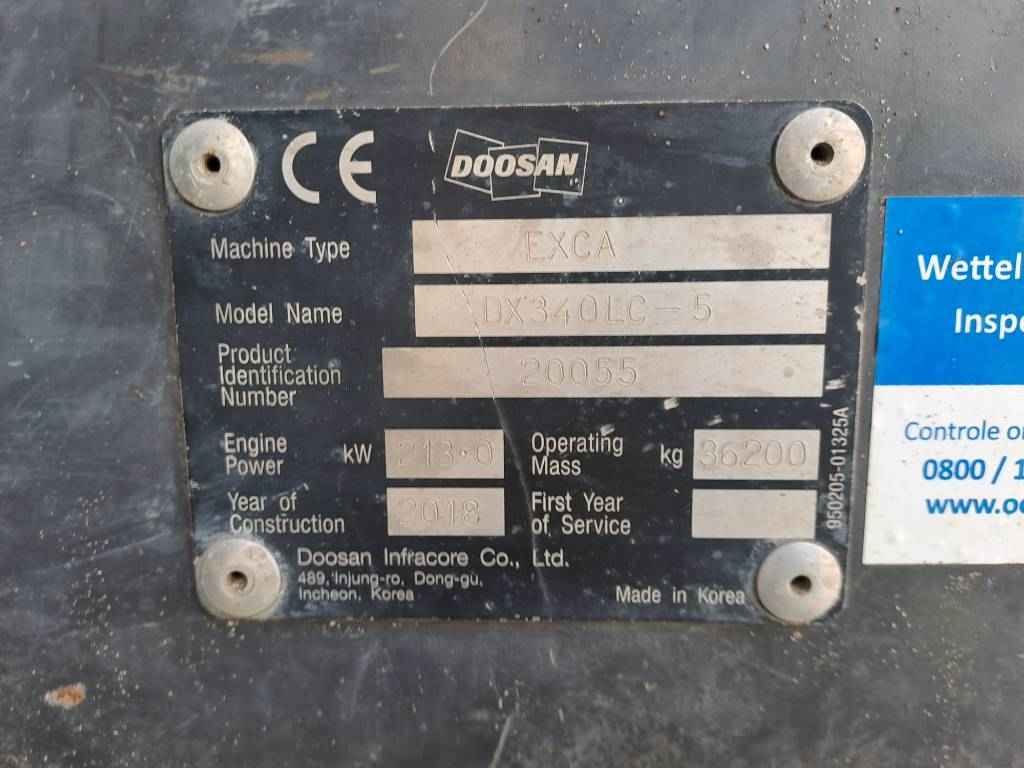 CE DOOSAN
Machine Type EXCA
Model Name DX340LC-5
Product
Identification
Number 20055
Engine
Power kW 213.0
Operating
Mass kg 36200
Year of
Construction 2018
First Year
of Service
Doosan Infracore Co., Ltd.
489, Injung-ro, Dong-gu,
Incheon, Korea
Made in Korea
950205-01325A
Wettel
Inspe
Controle o
0800 / 1
www.o